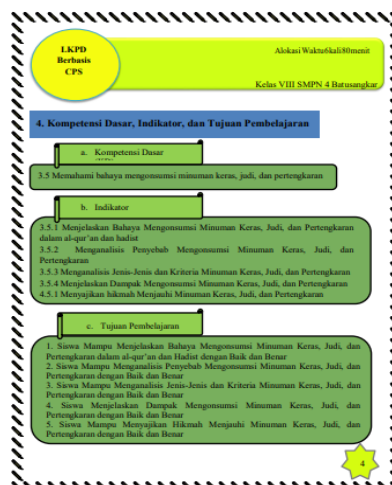 LKPD
Berbasis
CPS
Alokasi Waktu6kali80menit
Kelas VIII SMPN 4 Batusangkar
4. Kompetensi Dasar, Indikator, dan Tujuan Pembelajaran
a. Kompetensi Dasar
3.5 Memahami bahaya mengonsumsi minuman keras, judi, dan pertengkaran
b. Indikator
3.5.1 Menjelaskan Bahaya Mengonsumsi Minuman Keras, Judi, dan Pertengkaran
dalam al-qur'an dan hadist
3.5.2 Menganalisis Penyebab Mengonsumsi Minuman Keras, Judi, dan
Pertengkaran
3.5.3 Menganalisis Jenis-Jenis dan Kriteria Minuman Keras, Judi, dan Pertengkaran
3.5.4 Menjelaskan Dampak Mengonsumsi Minuman Keras, Judi, dan Pertengkaran
4.5.1 Menyajikan hikmah Menjauhi Minuman Keras, Judi, dan Pertengkaran
c. Tujuan Pembelajaran
1. Siswa Mampu Menjelaskan Bahaya Mengonsumsi Minuman Keras, Judi, dan
Pertengkaran dalam al-qur'an dan Hadist dengan Baik dan Benar
2. Siswa Mampu Menganalisis Penyebab Mengonsumsi Minuman Keras, Judi, dan
Pertengkaran dengan Baik dan Benar
3. Siswa Mampu Menganalisis Jenis-Jenis dan Kriteria Minuman Keras, Judi, dan
Pertengkaran dengan Baik dan Benar
4. Siswa Menjelaskan Dampak Mengonsumsi Minuman Keras, Judi, dan
Pertengkaran dengan Baik dan Benar
5. Siswa Mampu Menyajikan Hikmah Menjauhi Minuman Keras, Judi, dan
Pertengkaran dengan Baik dan Benar
4